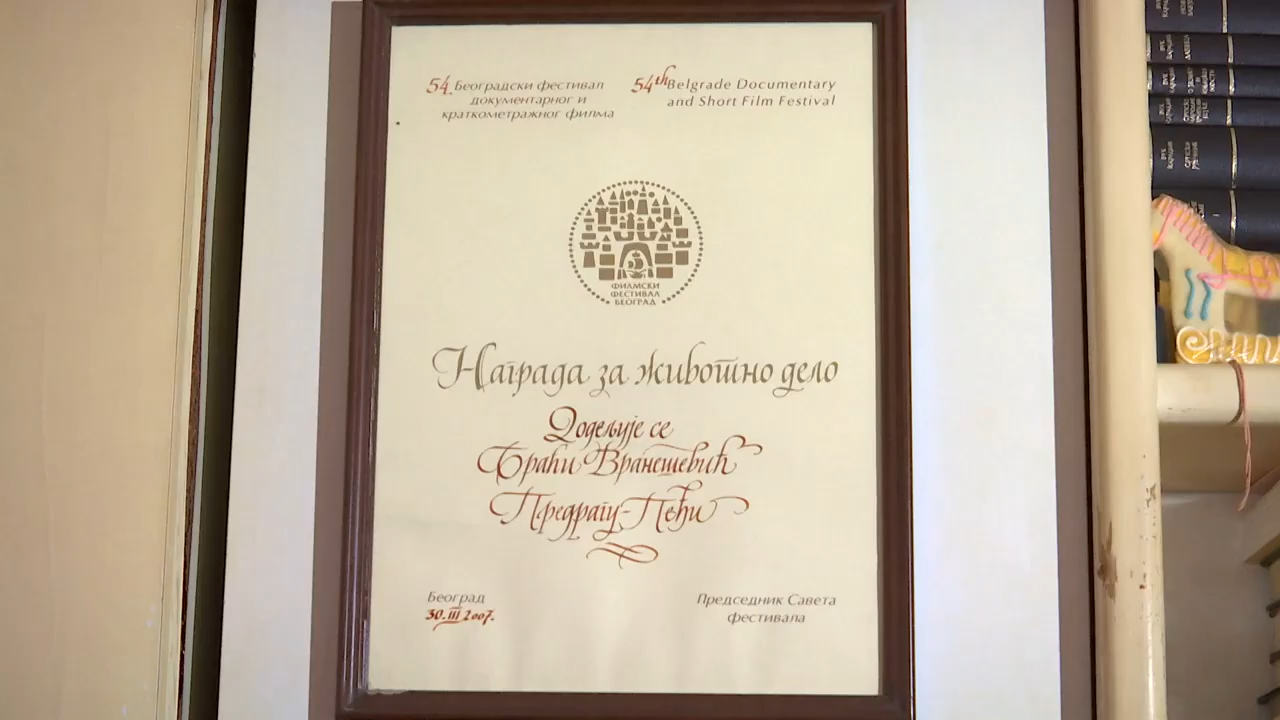 54. Београдски фестивал
документарног и
краткометражног филма
54th Belgrade Documentary
and Short Film Festival
ФИЛМСКИ
ФЕСТИВАЛ
БЕОГРАД
Награда за животно дело
Додељује се
Браћи Вранешевић
Предрагу-Пеђи
Београд
30. III 2007.
Председник Савета
фестивала